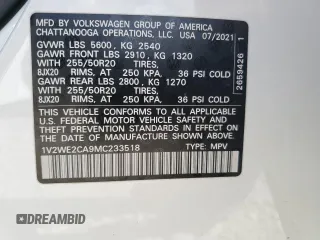 MFD BY VOLKSWAGEN GROUP OF AMERICA
CHATTANOOGA OPERATIONS, LLC. USA 07/2021
GVWR LBS 5600, KG 2540
GAWR FRONT LBS 2910, KG 1320
WITH 255/50R20 TIRES,
8JX20 RIMS, AT 250 KPA. 36 PSI COLD
GAWR REAR LBS 2800, KG 1270
WITH 255/50R20 TIRES,
8JX20 RIMS, AT 250 KPA. 36 PSI COLD
THIS VEHICLE CONFORMS TO ALL APPLICABLE
U.S. FEDERAL MOTOR VEHICLE SAFETY STANDARDS
IN EFFECT ON THE DATE OF MANUFACTURE SHOWN ABOVE.
1V2WE2CA9MC233518 TYPE: MPV
2659426 1
DEALERSHIP.CC